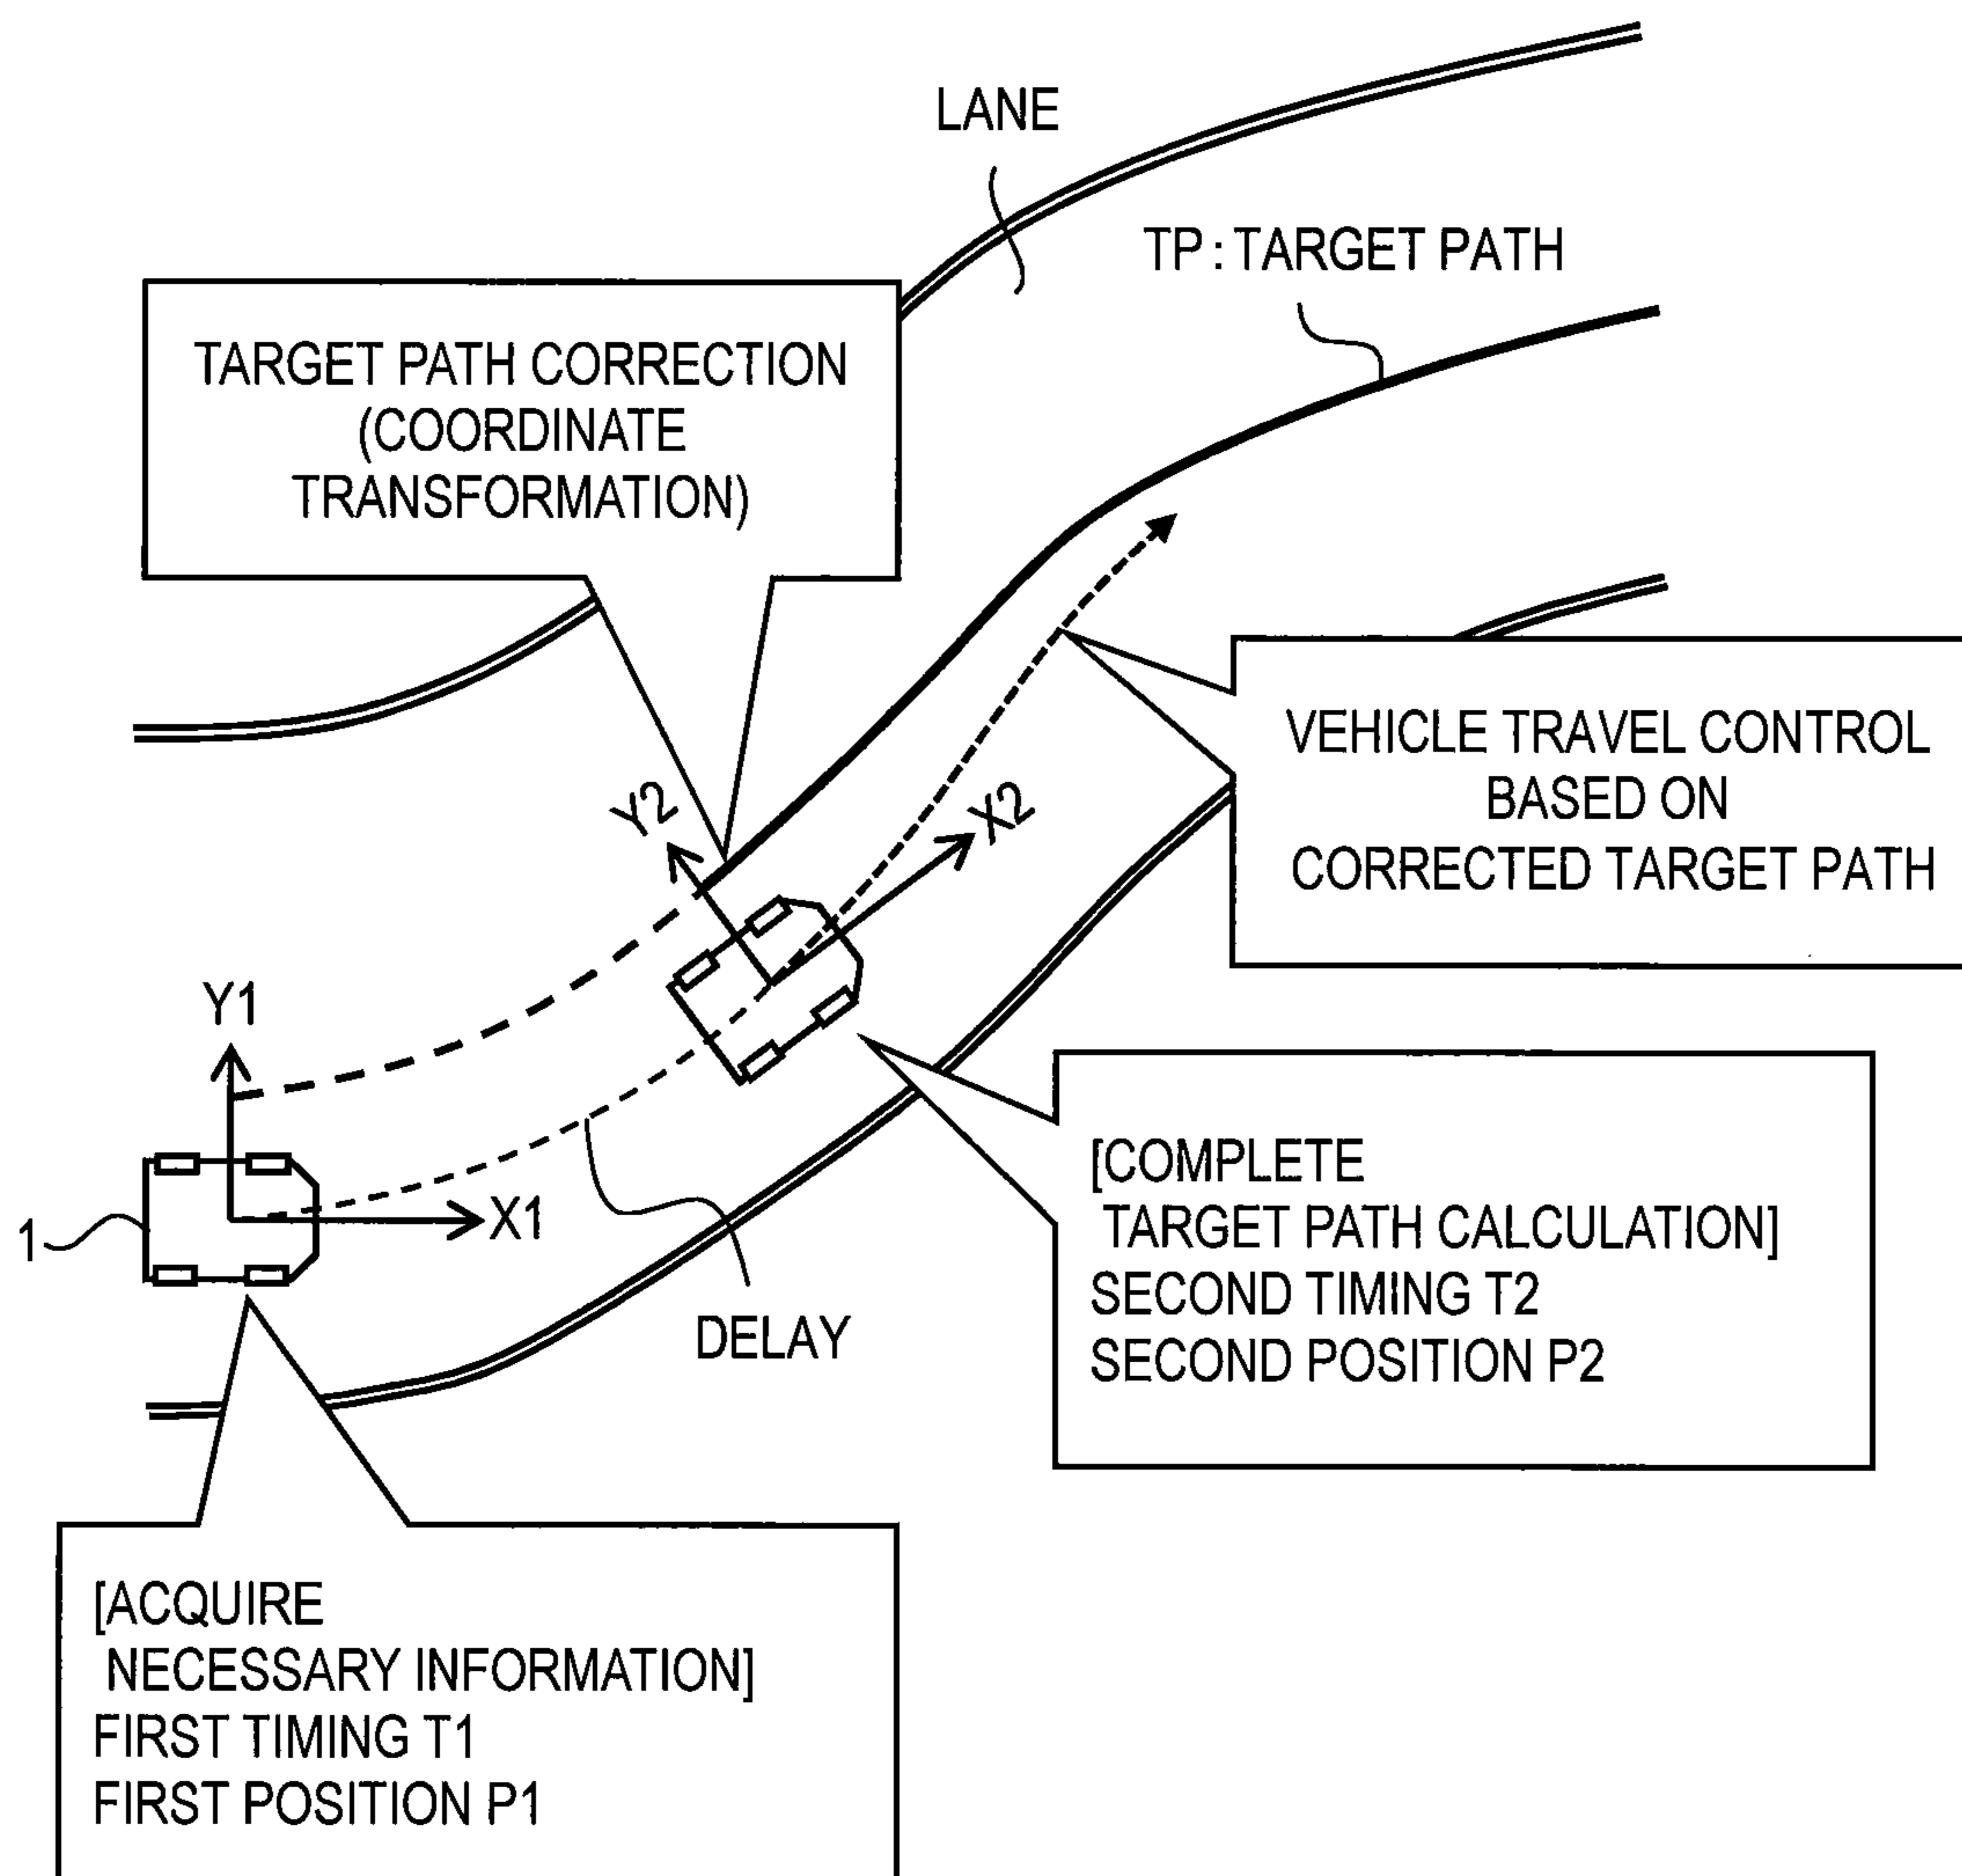 LANE
TP : TARGET PATH
TARGET PATH CORRECTION
(COORDINATE
TRANSFORMATION)
VEHICLE TRAVEL CONTROL
BASED ON
CORRECTED TARGET PATH
Y2
X2
Y1
X1
1
DELAY
[COMPLETE
TARGET PATH CALCULATION]
SECOND TIMING T2
SECOND POSITION P2
[ACQUIRE
NECESSARY INFORMATION]
FIRST TIMING T1
FIRST POSITION P1